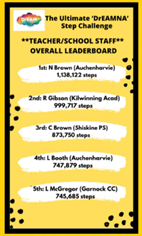 The Ultimate 'DrEAMNA'
Step Challenge
**TEACHER/SCHOOL STAFF**
OVERALL LEADERBOARD
1st: N Brown (Auchenharvie)
1,138,122 steps
2nd: R Gibson (Kilwinning Acad)
999,717 steps
3rd: C Brown (Shiskine PS)
873,750 steps
4th: L Booth (Auchenharvie)
747,879 steps
5th: L McGregor (Garnock CC)
745,685 steps